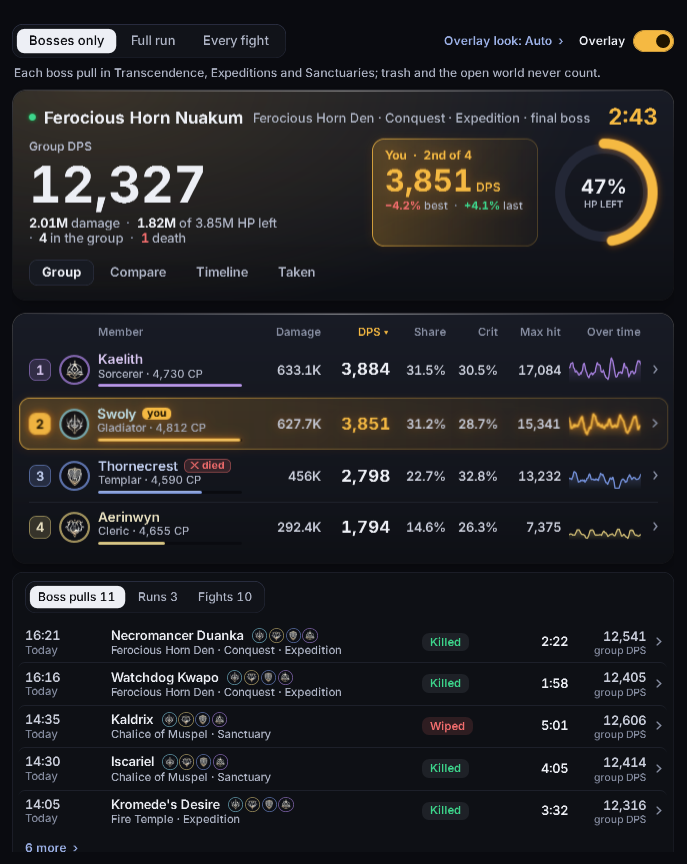 Bosses only Full run Every fight Overlay look: Auto › Overlay
Each boss pull in Transcendence, Expeditions and Sanctuaries; trash and the open world never count.
Ferocious Horn Nuakum Ferocious Horn Den · Conquest · Expedition · final boss 2:43
Group DPS
12,327
2.01M damage · 1.82M of 3.85M HP left
· 4 in the group · 1 death
You · 2nd of 4
3,851 DPS
−4.2% best · +4.1% last
47%
HP LEFT
Group Compare Timeline Taken
Member Damage DPS ▾ Share Crit Max hit Over time
1 Kaelith 633.1K 3,884 31.5% 30.5% 17,084 ›
Sorcerer · 4,730 CP
2 Swoly you 627.7K 3,851 31.2% 28.7% 15,341 ›
Gladiator · 4,812 CP
3 Thornecrest X died 456K 2,798 22.7% 32.8% 13,232 ›
Templar · 4,590 CP
4 Aerinwyn 292.4K 1,794 14.6% 26.3% 7,375 ›
Cleric · 4,655 CP
Boss pulls 11 Runs 3 Fights 10
16:21 Necromancer Duanka Killed 2:22 12,541 ›
Today Ferocious Horn Den · Conquest · Expedition group DPS
16:16 Watchdog Kwapo Killed 1:58 12,405 ›
Today Ferocious Horn Den · Conquest · Expedition group DPS
14:35 Kaldrix Wiped 5:01 12,606 ›
Today Chalice of Muspel · Sanctuary group DPS
14:30 Iscariel Killed 4:05 12,414 ›
Today Chalice of Muspel · Sanctuary group DPS
14:05 Kromede's Desire Killed 3:32 12,316 ›
Today Fire Temple · Expedition group DPS
6 more ›